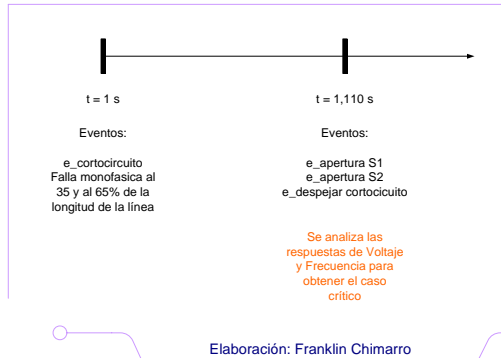 t = 1 s
Eventos:
e_cortocircuito
Falla monofasica al
35 y al 65% de la
longitud de la línea
t = 1,110 s
Eventos:
e_apertura S1
e_apertura S2
e_despejar cortocicuito
Se analiza las
respuestas de Voltaje
y Frecuencia para
obtener el caso
crítico
Elaboración: Franklin Chimarro